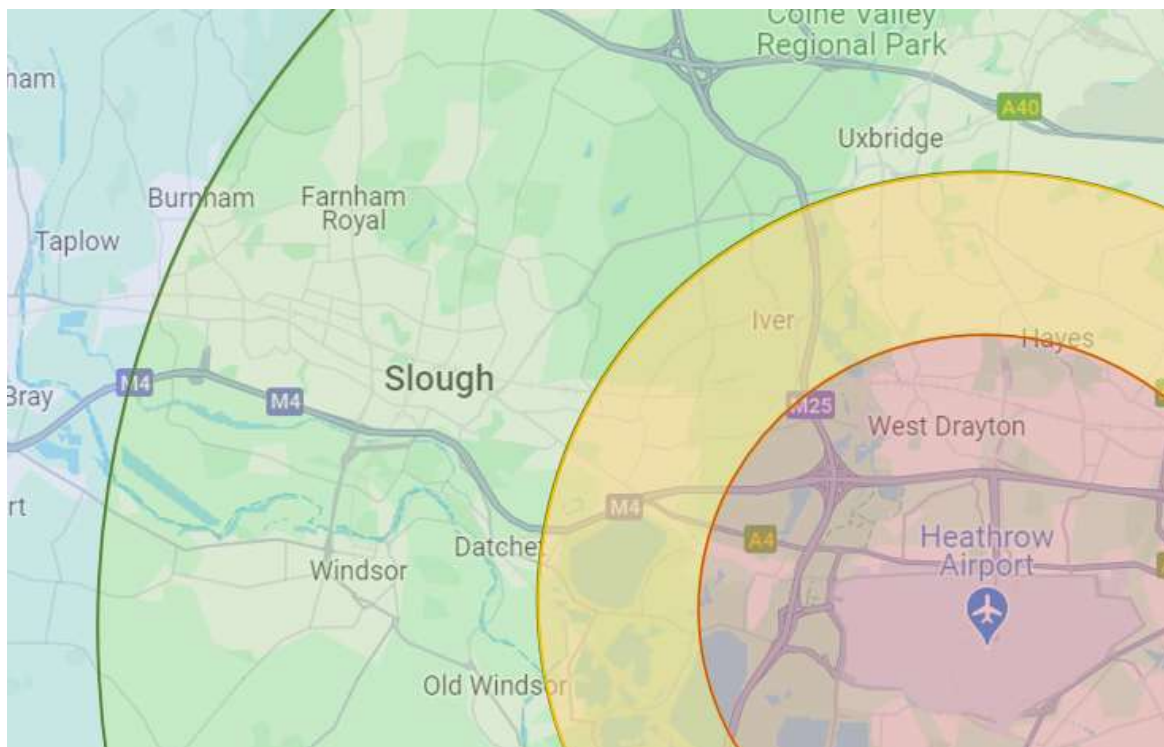 Colne Valley
Regional Park
ham
A40
Uxbridge
Burnham
Farnham
Royal
Taplow
Iver
Hayes
M4
Slough
M4
Bray
M25
West Drayton
rt
M4
A4
Heathrow
Airport
Datchet
Windsor
Old Windsor